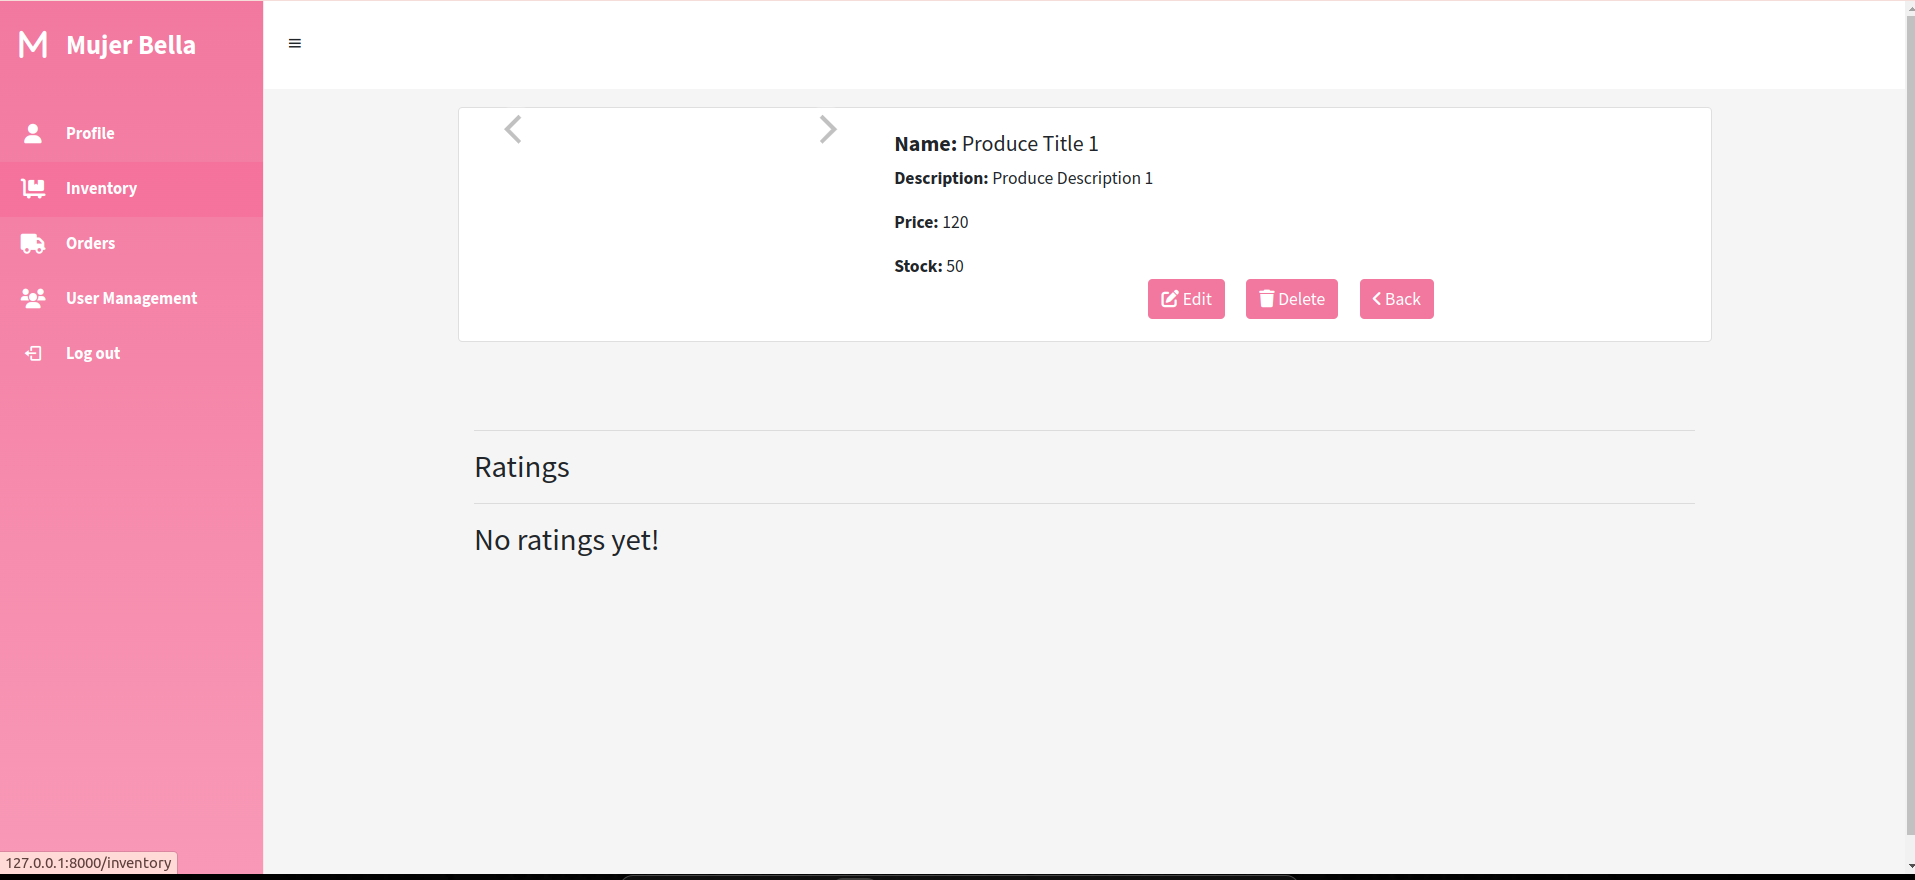 M Mujer Bella
Profile
Inventory
Orders
User Management
Log out
Name: Produce Title 1
Description: Produce Description 1
Price: 120
Stock: 50
Edit Delete Back
Ratings
No ratings yet!
127.0.0.1:8000/inventory